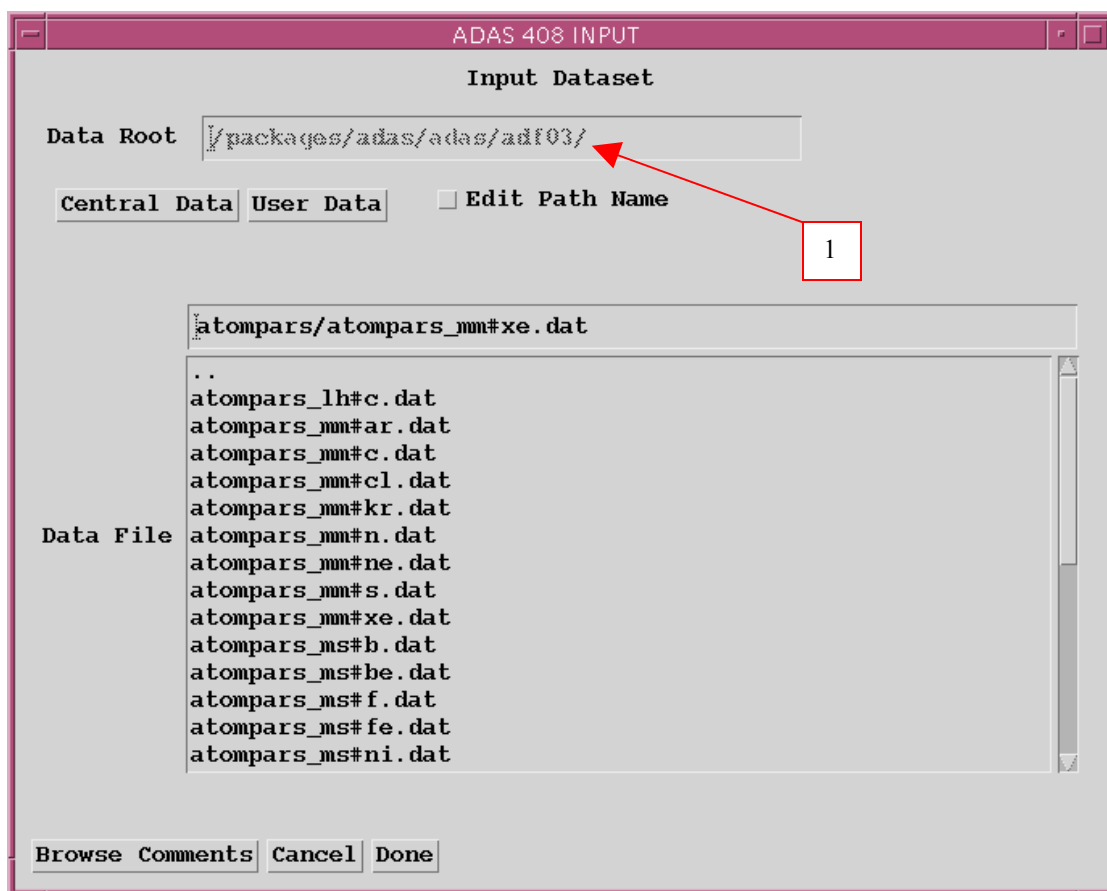 ADAS 408 INPUT
Input Dataset
Data Root /packages/adas/adas/adf03/
Central Data User Data Edit Path Name
1
atompars/atompars_mm#xe.dat
..
atompars_lh#c.dat
atompars_mm#ar.dat
atompars_mm#c.dat
atompars_mm#cl.dat
atompars_mm#kr.dat
Data File atompars_mm#n.dat
atompars_mm#ne.dat
atompars_mm#s.dat
atompars_mm#xe.dat
atompars_ms#b.dat
atompars_ms#be.dat
atompars_ms#f.dat
atompars_ms#fe.dat
atompars_ms#ni.dat
Browse Comments Cancel Done